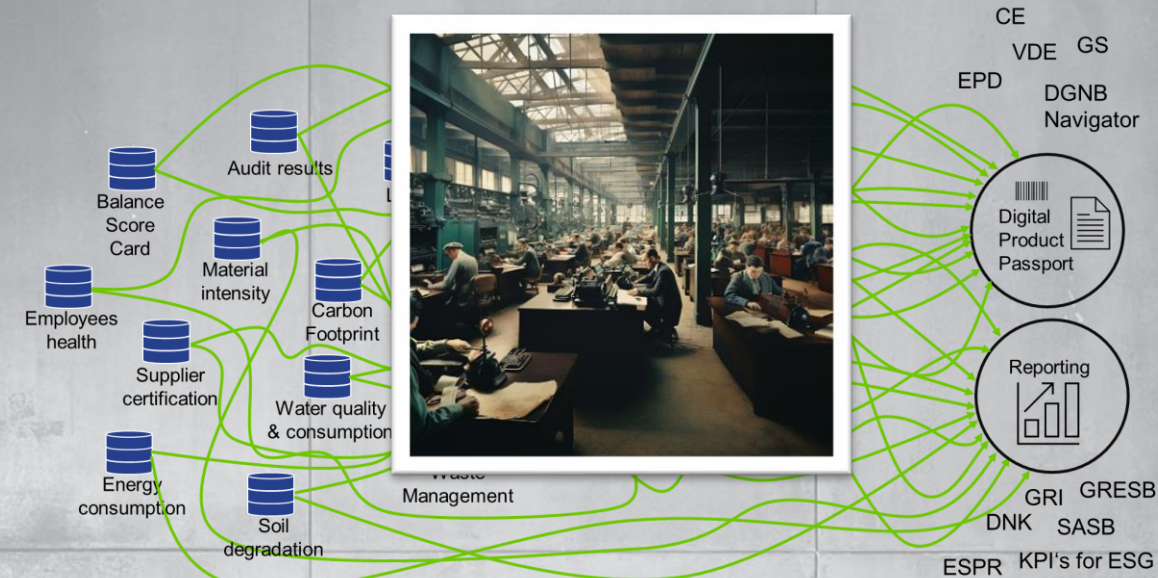 CE
VDE
GS
EPD
DGNB
Navigator
Audit results
Balance
Score
Card
Material
intensity
Employees
health
Carbon
Footprint
Supplier
certification
Water quality
& consumption
Energy
consumption
Soil
degradation
Waste
Management
Digital
Product
Passport
Reporting
GRI
GRESB
DNK
SASB
ESPR
KPI's for ESG